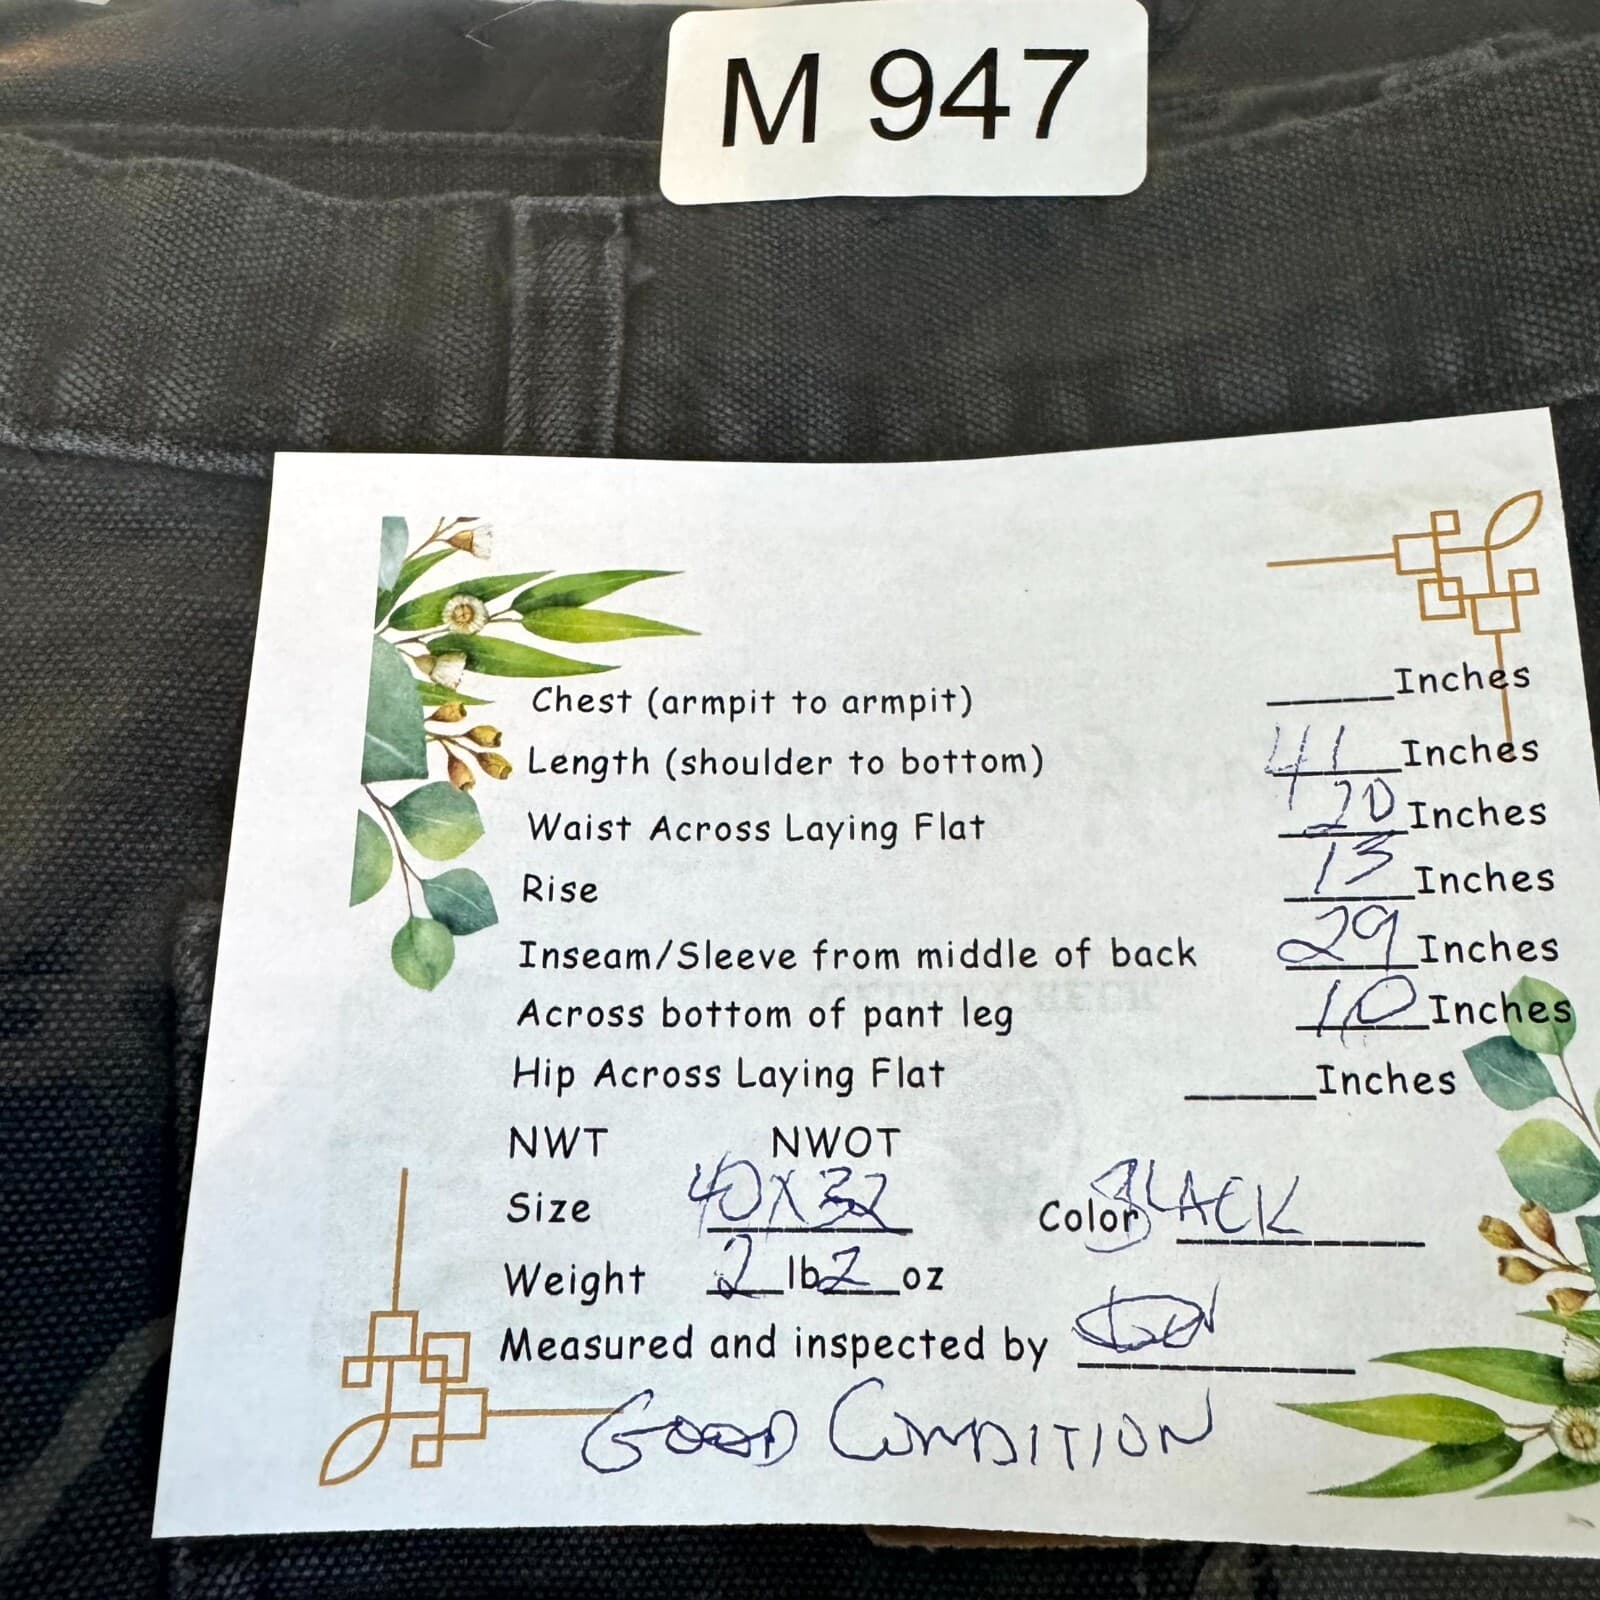 M 947
Chest (armpit to armpit) ______Inches
Length (shoulder to bottom) 41 Inches
Waist Across Laying Flat 20 Inches
Rise 13 Inches
Inseam/Sleeve from middle of back 29 Inches
Across bottom of pant leg 10 Inches
Hip Across Laying Flat ______Inches
NWT NWOT
Size 40X32 Color BLACK
Weight 2 lb 2 oz
Measured and inspected by
GOOD CONDITION